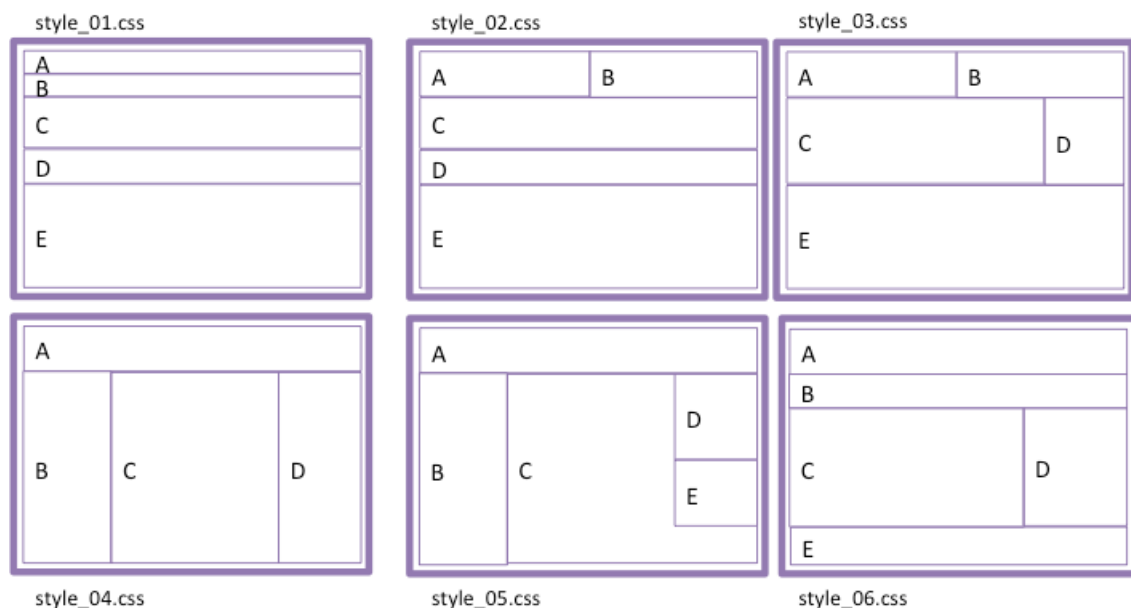 style_01.css
style_02.css
style_03.css
A
B
C
D
E
A B
C
D
E
A B
C D
E
A
B C D
A
B C D
E
A
B
C D
E
style_04.css
style_05.css
style_06.css